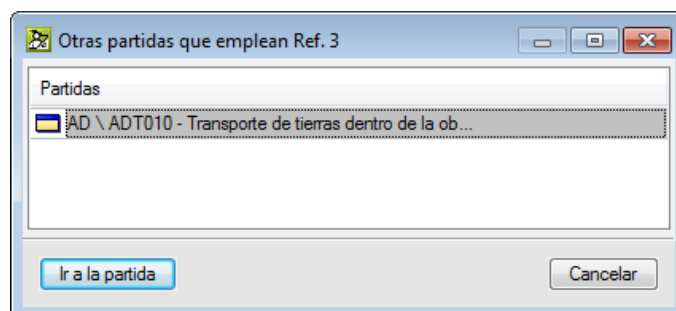 Otras partidas que emplean Ref. 3
Partidas
AD \ ADT010 - Transporte de tierras dentro de la ob...
Ir a la partida
Cancelar